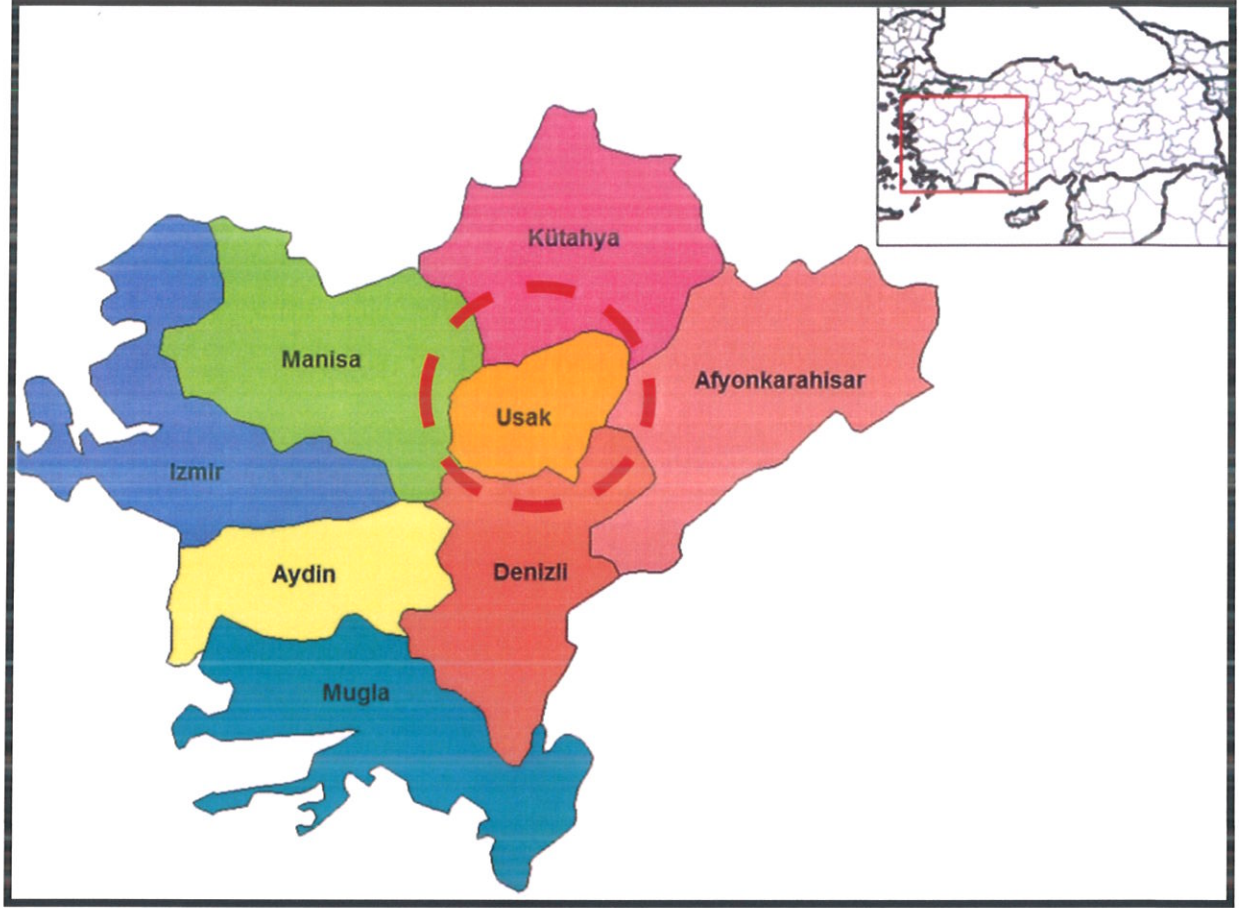 Kütahya
Manisa
Afyonkarahisar
Usak
Izmir
Aydin
Denizli
Mugla